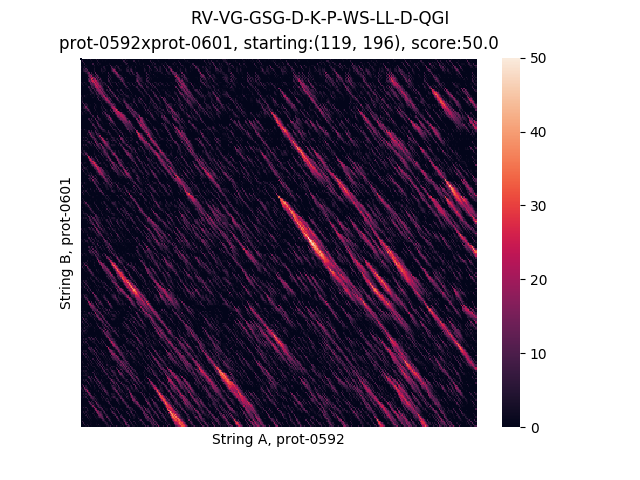 RV-VG-GSG-D-K-P-WS-LL-D-QGI
prot-0592xprot-0601, starting:(119, 196), score:50.0
50
40
30
20
10
0
String B, prot-0601
String A, prot-0592